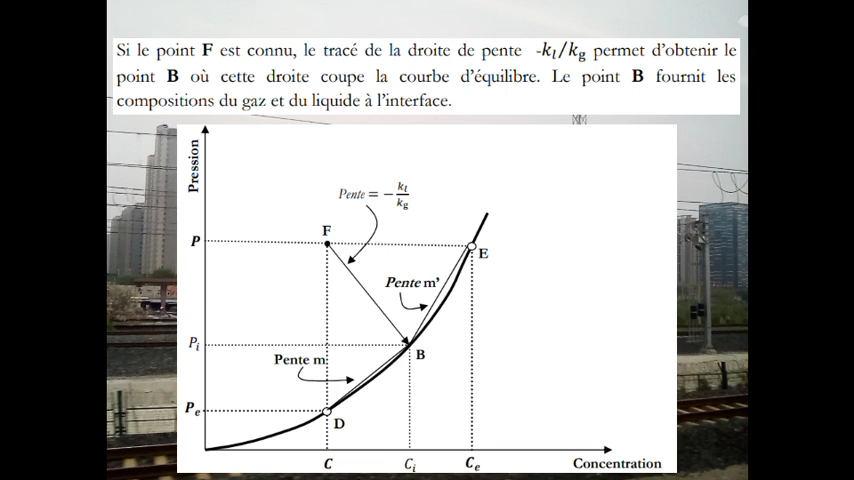 Si le point F est connu, le tracé de la droite de pente -kl/kg permet d'obtenir le
point B où cette droite coupe la courbe d'équilibre. Le point B fournit les
compositions du gaz et du liquide à l'interface.
Pression
Pente = - kl/kg
F
P
E
Pente m'
Pi
B
Pente m
Pe
D
C
Ci
Ce
Concentration